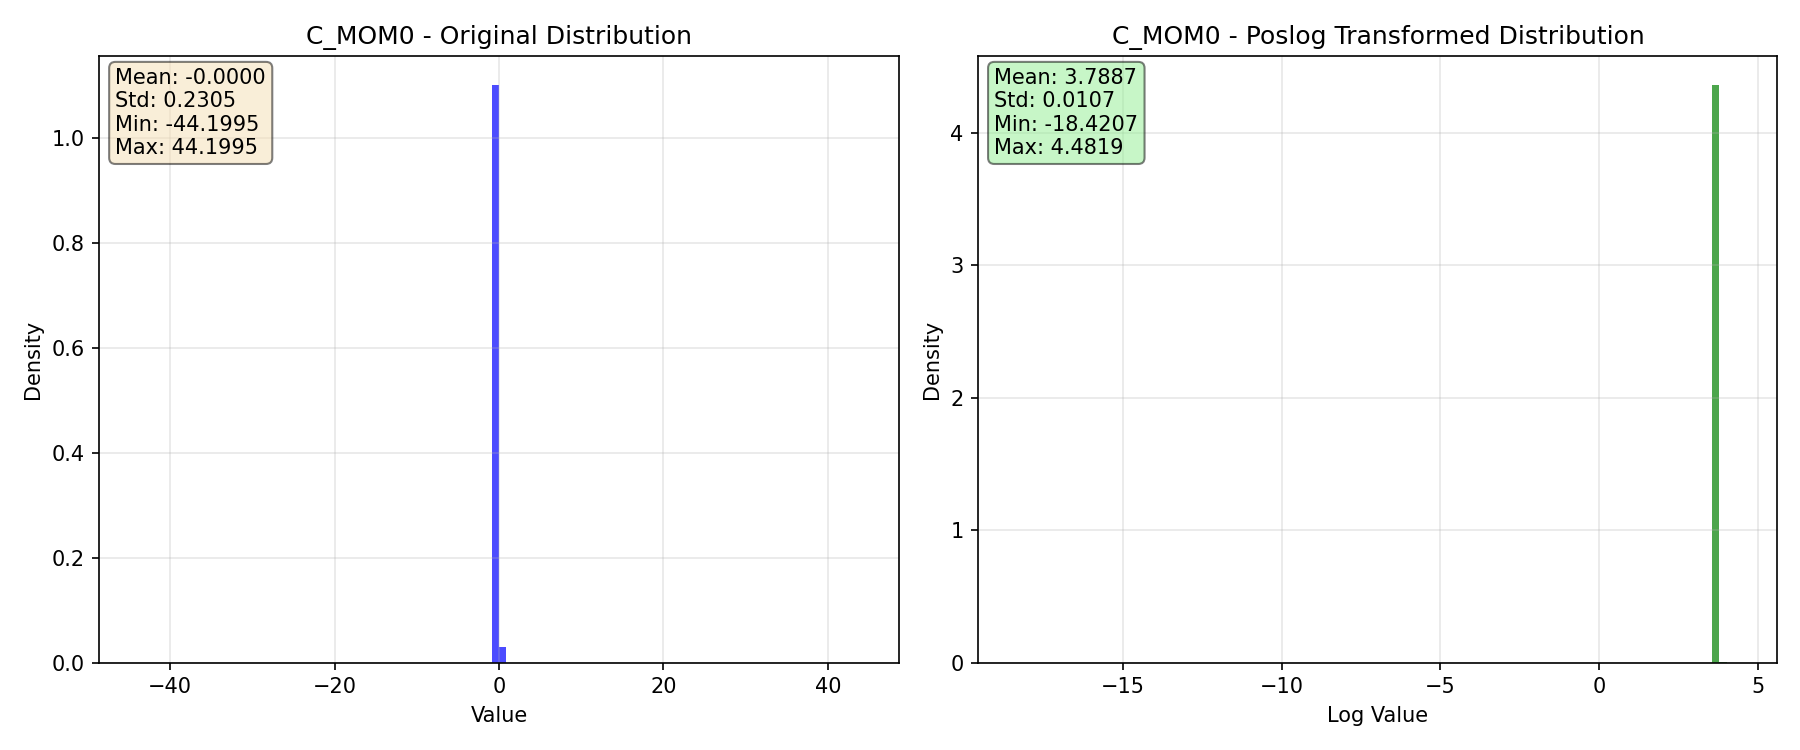 C_MOM0 - Original Distribution
Mean: -0.0000
Std: 0.2305
Min: -44.1995
Max: 44.1995
Density
1.0
0.8
0.6
0.4
0.2
0.0
−40 −20 0 20 40
Value
C_MOM0 - Poslog Transformed Distribution
Mean: 3.7887
Std: 0.0107
Min: -18.4207
Max: 4.4819
Density
4
3
2
1
0
−15 −10 −5 0 5
Log Value